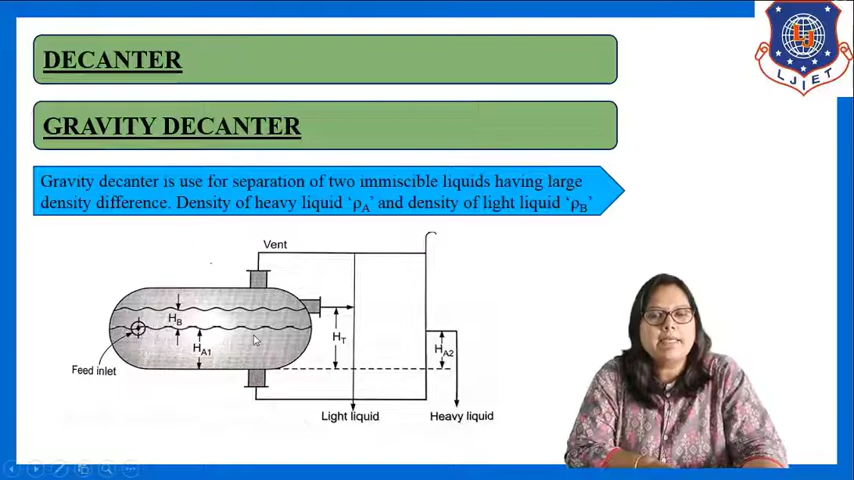 DECANTER
GRAVITY DECANTER
Gravity decanter is use for separation of two immiscible liquids having large
density difference. Density of heavy liquid ‘ρA’ and density of light liquid ‘ρB’
LJIET
Vent
HB
HA1
HT
HA2
Feed inlet
Light liquid
Heavy liquid